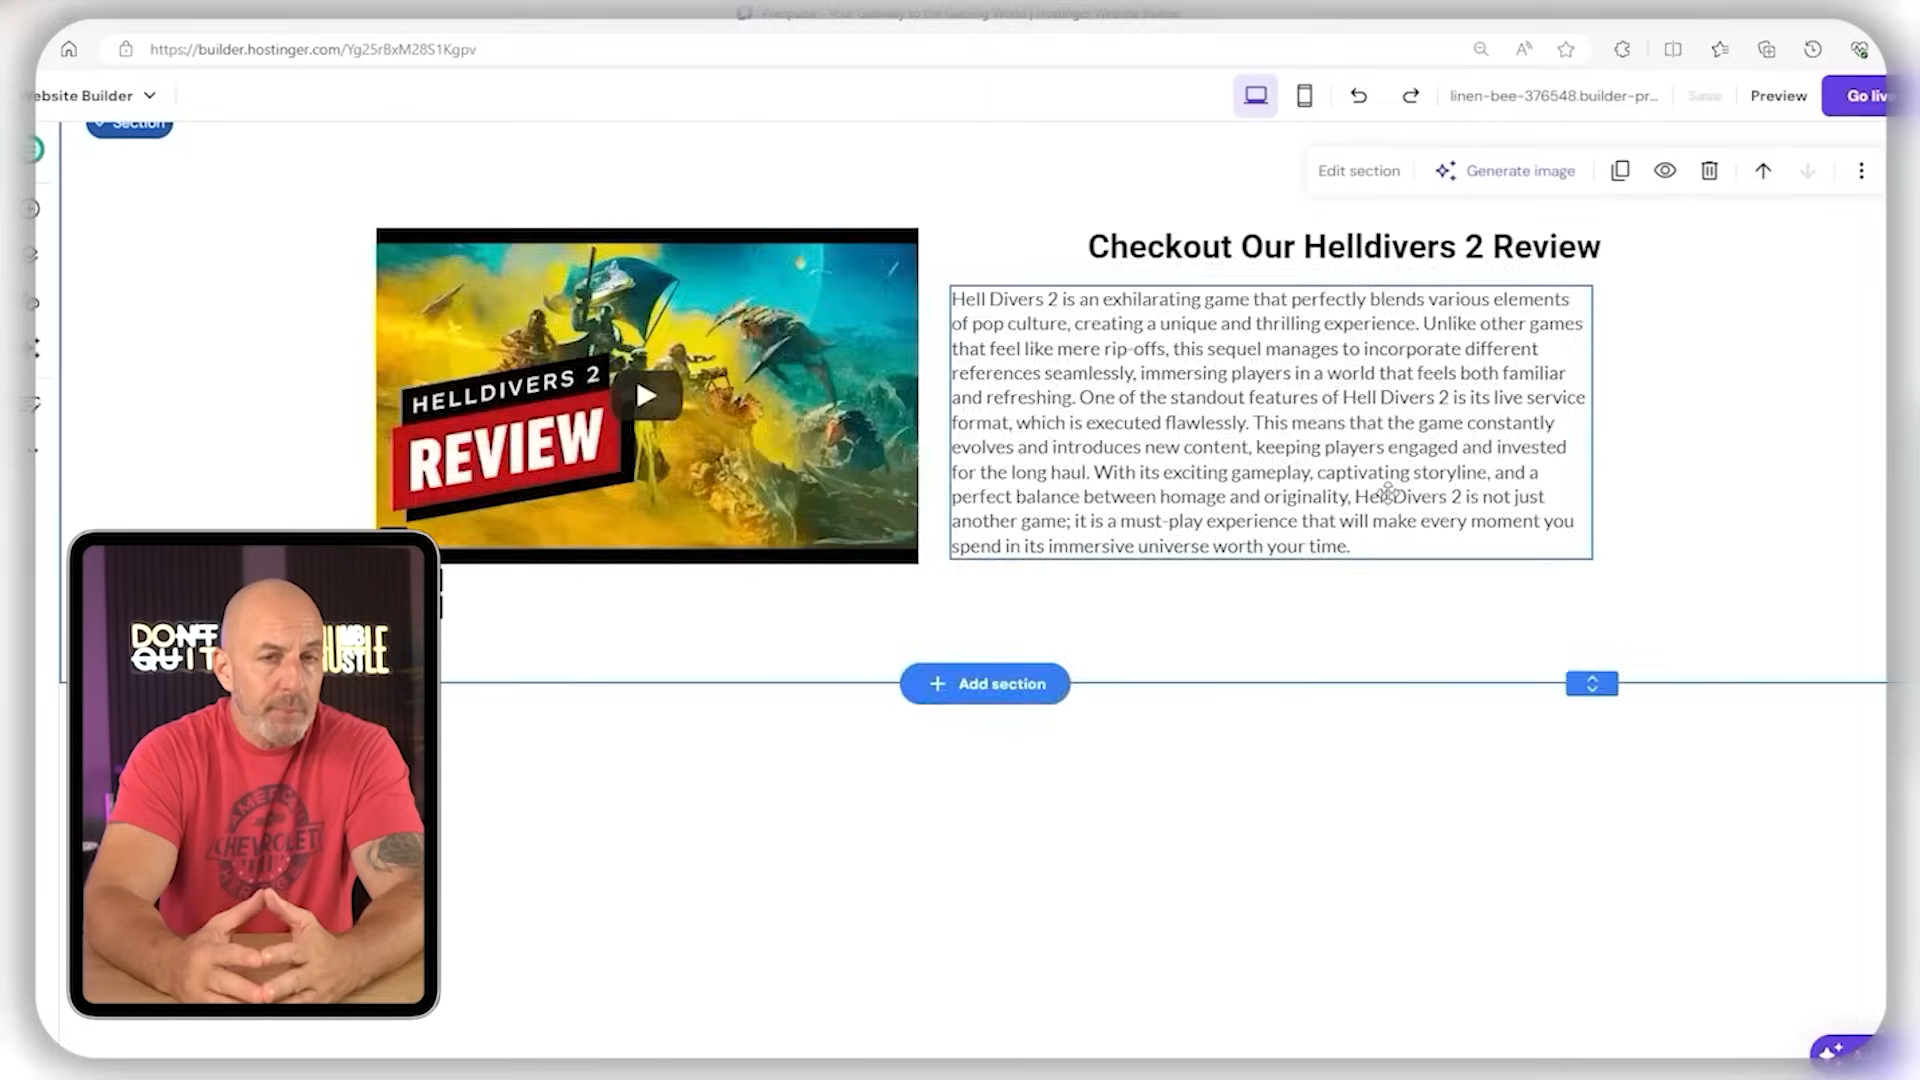 https://builder.hostinger.com/Yg25rBxM28S1Kgpv
ebsite Builder
linen-bee-376548.builder-pr...
Save
Preview
Go live
Section
Edit section
Generate image
Checkout Our Helldivers 2 Review
Hell Divers 2 is an exhilarating game that perfectly blends various elements
of pop culture, creating a unique and thrilling experience. Unlike other games
that feel like mere rip-offs, this sequel manages to incorporate different
references seamlessly, immersing players in a world that feels both familiar
and refreshing. One of the standout features of Hell Divers 2 is its live service
format, which is executed flawlessly. This means that the game constantly
evolves and introduces new content, keeping players engaged and invested
for the long haul. With its exciting gameplay, captivating storyline, and a
perfect balance between homage and originality, Hell Divers 2 is not just
another game; it is a must-play experience that will make every moment you
spend in its immersive universe worth your time.
HELLDIVERS 2
REVIEW
Add section
DON'T
QUIT
CHEVROLET